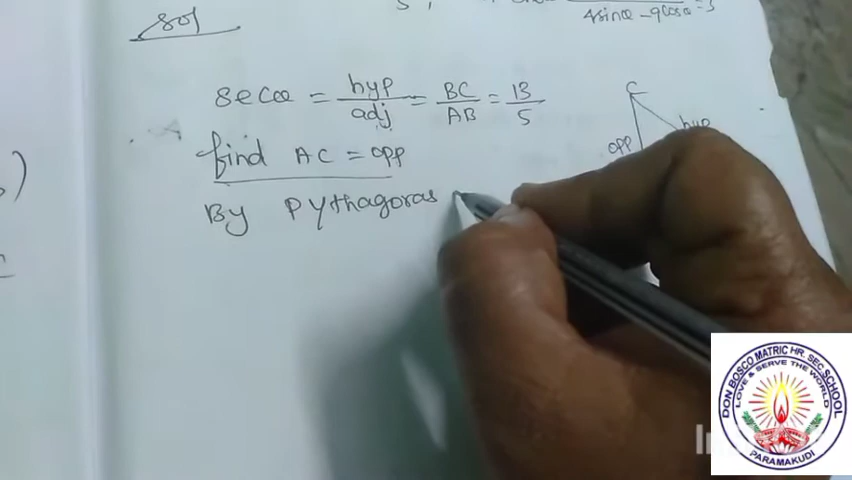 4sinθ - 9cosθ
sol
secθ = hyp/adj = BC/AB = 13/5
C
hyp
opp
find AC = opp
By Pythagoras
DON BOSCO MATRIC HR. SEC. SCHOOL
LOVE & SERVE THE WORLD
PARAMAKUDI